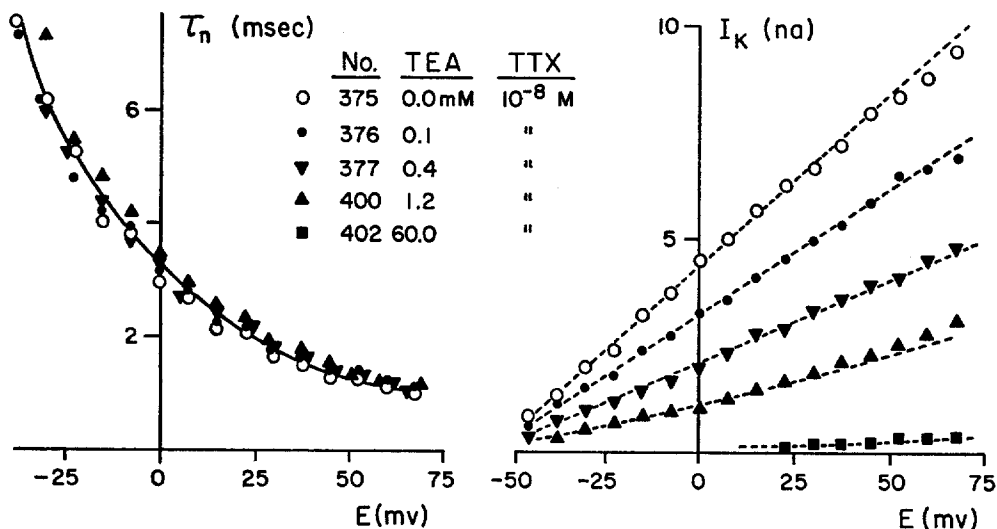 τn (msec)
6
2
-25 0 25 50 75
E (mv)
No. TEA TTX
375 0.0mM 10⁻⁸ M
376 0.1 "
377 0.4 "
400 1.2 "
402 60.0 "
10 IK (na)
5
-50 -25 0 25 50 75
E (mv)